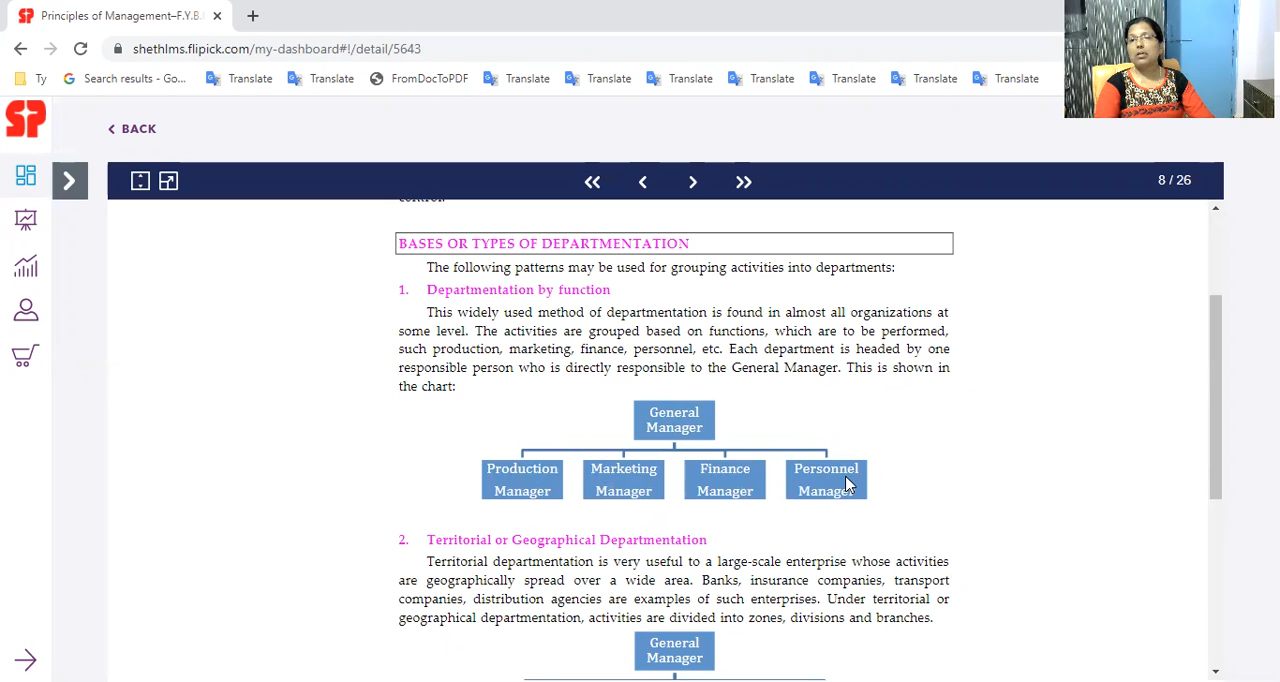 Principles of Management–F.Y.B.
shethlms.flipick.com/my-dashboard#!/detail/5643
Ty
Search results - Go...
Translate
Translate
FromDocToPDF
Translate
Translate
Translate
Translate
Translate
Translate
Translate
SP
BACK
8 / 26
control.
BASES OR TYPES OF DEPARTMENTATION
The following patterns may be used for grouping activities into departments:
1. Departmentation by function
This widely used method of departmentation is found in almost all organizations at
some level. The activities are grouped based on functions, which are to be performed,
such production, marketing, finance, personnel, etc. Each department is headed by one
responsible person who is directly responsible to the General Manager. This is shown in
the chart:
General
Manager
Production
Manager
Marketing
Manager
Finance
Manager
Personnel
Manager
2. Territorial or Geographical Departmentation
Territorial departmentation is very useful to a large-scale enterprise whose activities
are geographically spread over a wide area. Banks, insurance companies, transport
companies, distribution agencies are examples of such enterprises. Under territorial or
geographical departmentation, activities are divided into zones, divisions and branches.
General
Manager